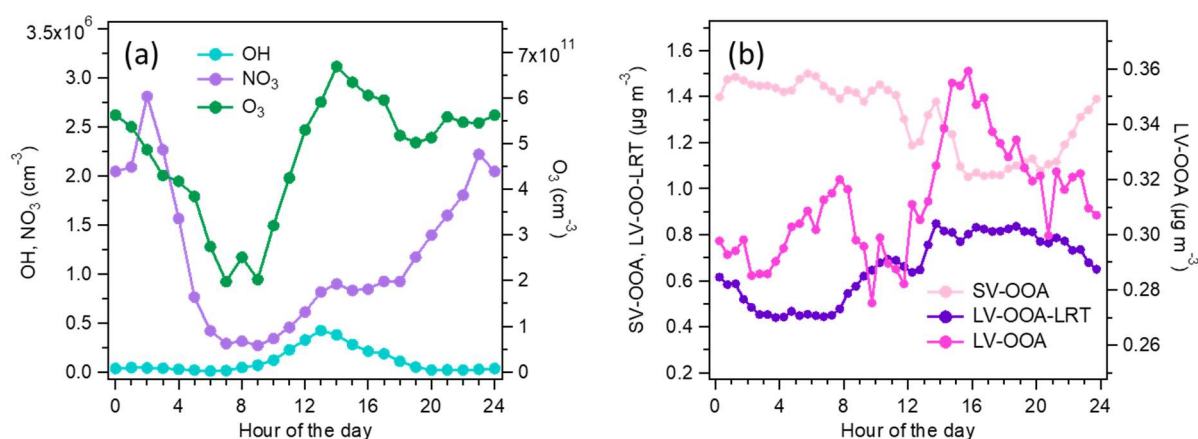 (a)
OH
NO₃
O₃
3.5x10⁶
3.0
2.5
2.0
1.5
1.0
0.5
0.0
OH, NO₃ (cm⁻³)
7x10¹¹
6
5
4
3
2
1
0
O₃ (cm⁻³)
0 4 8 12 16 20 24
Hour of the day
(b)
1.6
1.4
1.2
1.0
0.8
0.6
0.4
0.2
SV-OOA, LV-OO-LRT (µg m⁻³)
0.36
0.34
0.32
0.30
0.28
0.26
LV-OOA (µg m⁻³)
SV-OOA
LV-OOA-LRT
LV-OOA
0 4 8 12 16 20 24
Hour of the day